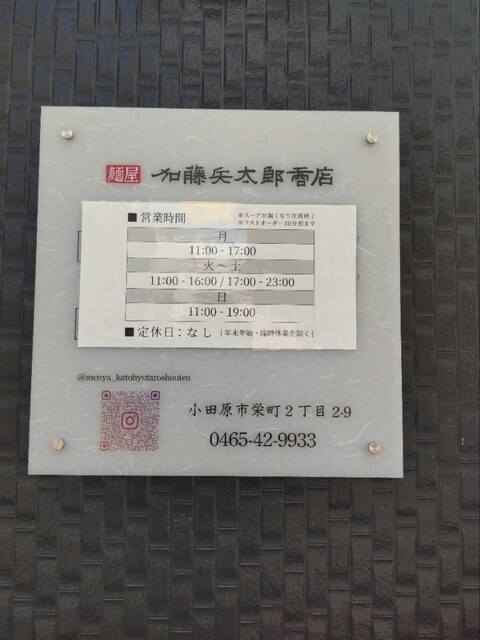 麺屋 加藤兵太郎商店
■営業時間
※スープが無くなり次第終了
※ラストオーダー30分前まで
月
11:00 - 17:00
火～土
11:00 - 16:00 / 17:00 - 23:00
日
11:00 - 19:00
■定休日：なし [年末年始・臨時休業を除く]
@menya_katohyotaroshouten
小田原市栄町2丁目2-9
0465-42-9933